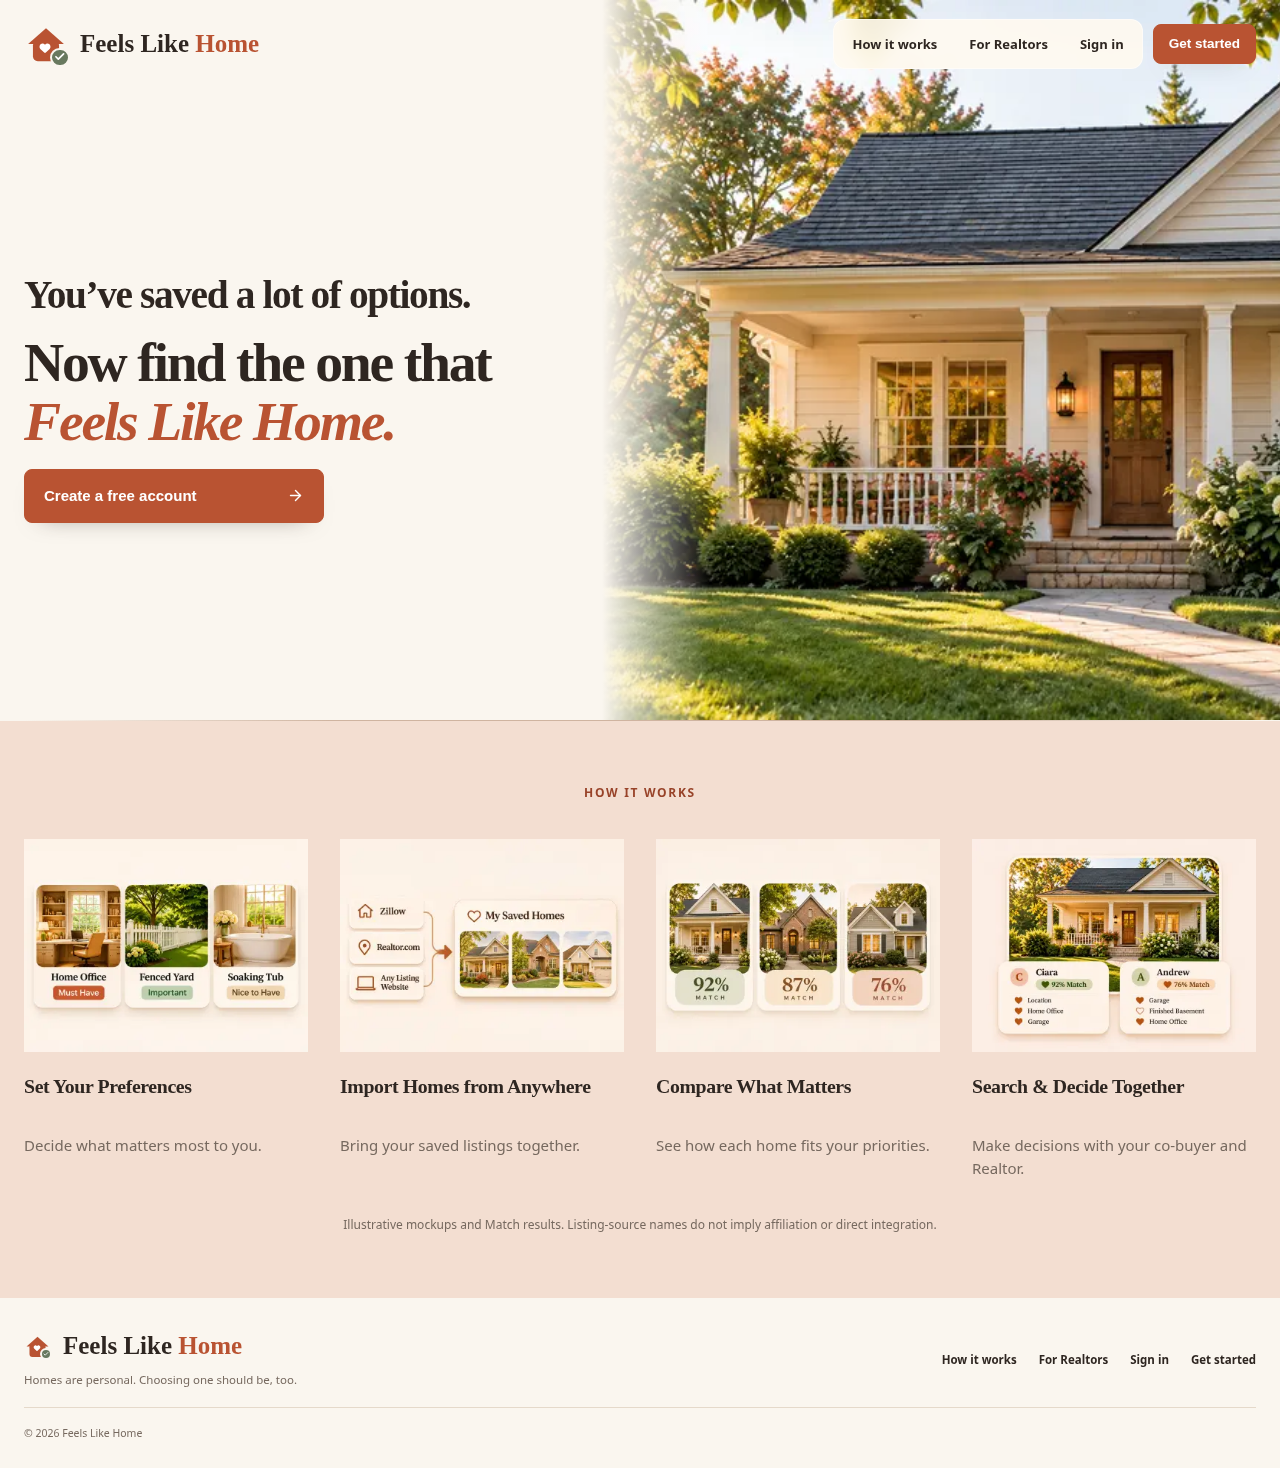 Feels Like Home
How it works
For Realtors
Sign in
Get started
You’ve saved a lot of options.
Now find the one that
Feels Like Home.
Create a free account
HOW IT WORKS
Home Office
Must Have
Fenced Yard
Important
Soaking Tub
Nice to Have
Zillow
Realtor.com
Any Listing
Website
My Saved Homes
92%
MATCH
87%
MATCH
76%
MATCH
C
Ciara
92% Match
Location
Home Office
Garage
A
Andrew
76% Match
Garage
Finished Basement
Home Office
Set Your Preferences
Decide what matters most to you.
Import Homes from Anywhere
Bring your saved listings together.
Compare What Matters
See how each home fits your priorities.
Search & Decide Together
Make decisions with your co-buyer and
Realtor.
Illustrative mockups and Match results. Listing-source names do not imply affiliation or direct integration.
Feels Like Home
Homes are personal. Choosing one should be, too.
How it works
For Realtors
Sign in
Get started
© 2026 Feels Like Home